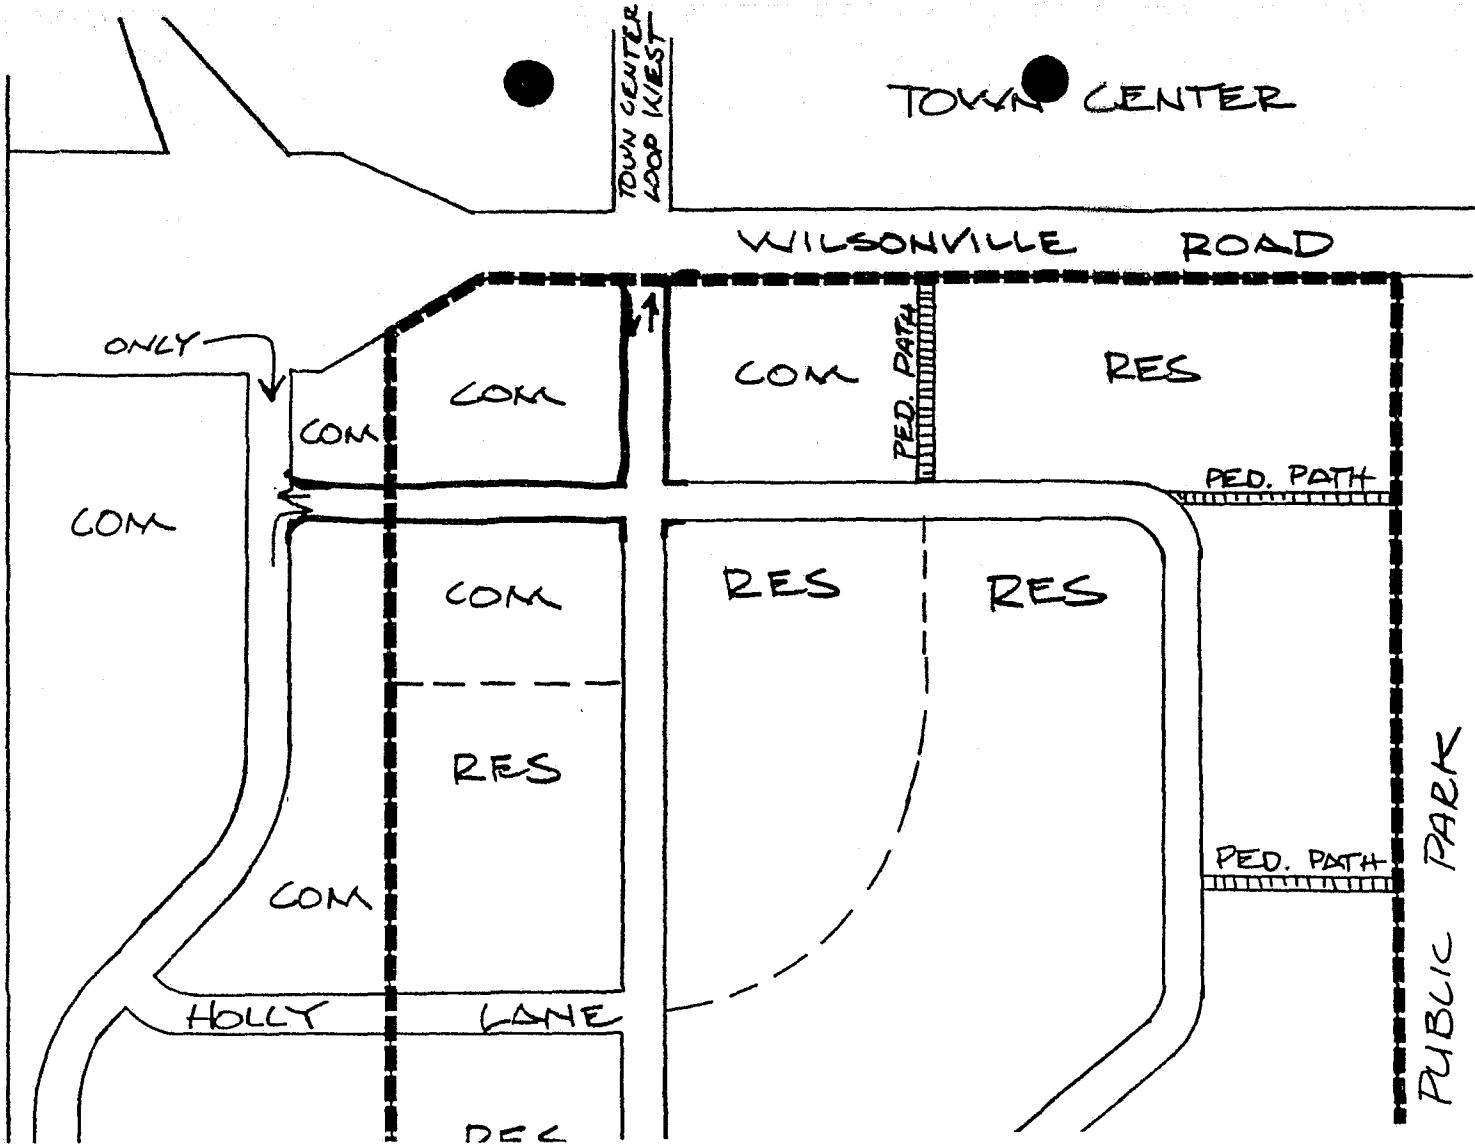 TOWN CENTER
LOOP WEST
TOWN CENTER
WILSONVILLE ROAD
ONLY
COM
COM
COM
PED. PATH
RES
COM
PED. PATH
COM
RES
RES
RES
COM
PED. PATH
PUBLIC PARK
HOLLY LANE
RES